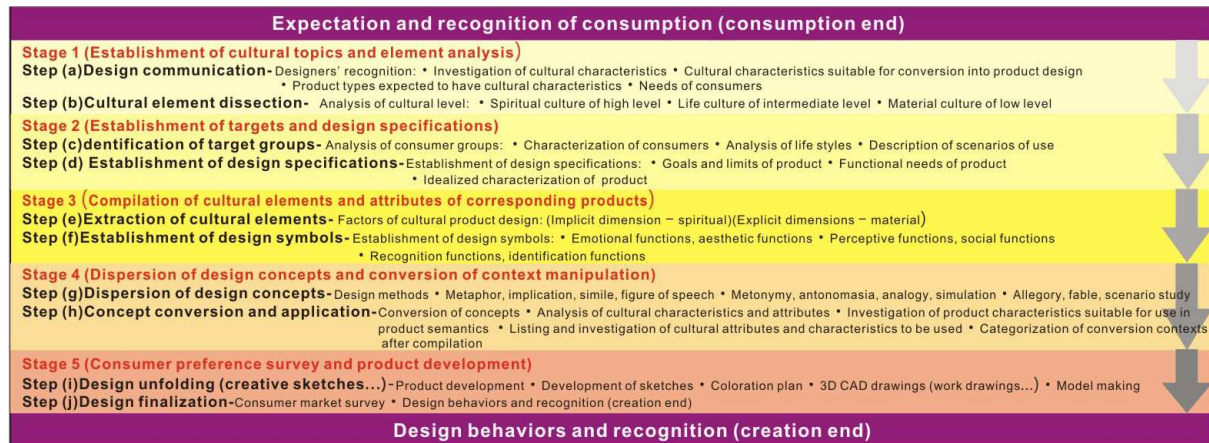 Expectation and recognition of consumption (consumption end)
Stage 1 (Establishment of cultural topics and element analysis)
Step (a)Design communication- Designers' recognition: • Investigation of cultural characteristics • Cultural characteristics suitable for conversion into product design
• Product types expected to have cultural characteristics • Needs of consumers
Step (b)Cultural element dissection- Analysis of cultural level: • Spiritual culture of high level • Life culture of intermediate level • Material culture of low level
Stage 2 (Establishment of targets and design specifications)
Step (c)dentification of target groups- Analysis of consumer groups: • Characterization of consumers • Analysis of life styles • Description of scenarios of use
Step (d) Establishment of design specifications- Establishment of design specifications: • Goals and limits of product • Functional needs of product
• Idealized characterization of product
Stage 3 (Compilation of cultural elements and attributes of corresponding products)
Step (e)Extraction of cultural elements- Factors of cultural product design: (Implicit dimension – spiritual)(Explicit dimensions – material)
Step (f)Establishment of design symbols- Establishment of design symbols: • Emotional functions, aesthetic functions • Perceptive functions, social functions
• Recognition functions, identification functions
Stage 4 (Dispersion of design concepts and conversion of context manipulation)
Step (g)Dispersion of design concepts- Design methods • Metaphor, implication, simile, figure of speech • Metonymy, antonomasia, analogy, simulation • Allegory, fable, scenario study
Step (h)Concept conversion and application- Conversion of concepts • Analysis of cultural characteristics and attributes • Investigation of product characteristics suitable for use in
product semantics • Listing and investigation of cultural attributes and characteristics to be used • Categorization of conversion contexts
after compilation
Stage 5 (Consumer preference survey and product development)
Step (i)Design unfolding (creative sketches...)- Product development • Development of sketches • Coloration plan • 3D CAD drawings (work drawings...) • Model making
Step (j)Design finalization- Consumer market survey • Design behaviors and recognition (creation end)
Design behaviors and recognition (creation end)